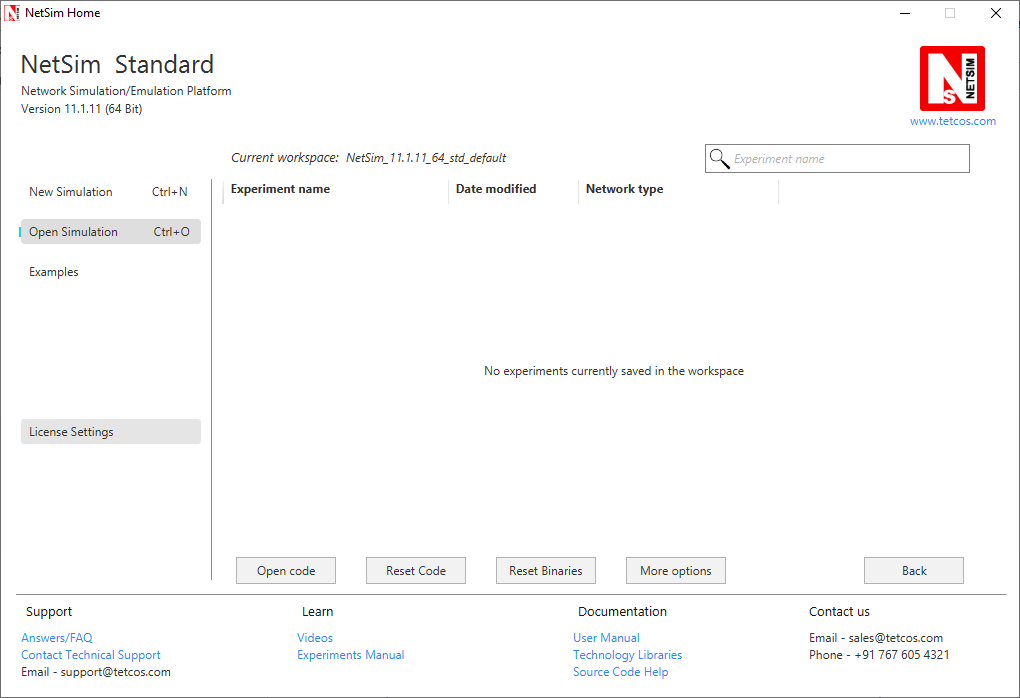 NetSim Home
NetSim Standard
Network Simulation/Emulation Platform
Version 11.1.11 (64 Bit)
NS NETSIM
www.tetcos.com
Current workspace: NetSim_11.1.11_64_std_default
Experiment name
New Simulation Ctrl+N
Open Simulation Ctrl+O
Examples
License Settings
Experiment name Date modified Network type
No experiments currently saved in the workspace
Open code Reset Code Reset Binaries More options Back
Support
Answers/FAQ
Contact Technical Support
Email - support@tetcos.com
Learn
Videos
Experiments Manual
Documentation
User Manual
Technology Libraries
Source Code Help
Contact us
Email - sales@tetcos.com
Phone - +91 767 605 4321